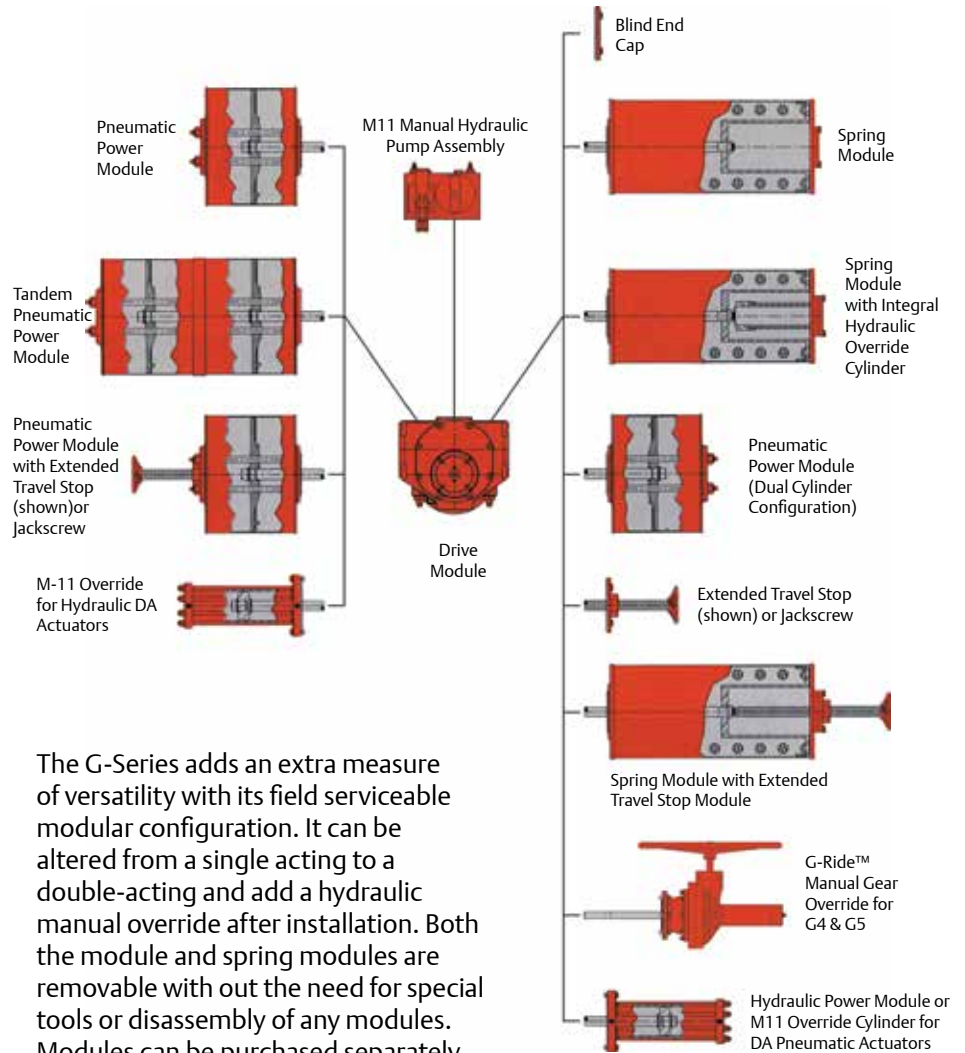 Blind End
Cap
Pneumatic
Power
Module
M11 Manual Hydraulic
Pump Assembly
Spring
Module
Tandem
Pneumatic
Power
Module
Spring
Module
with Integral
Hydraulic
Override
Cylinder
Pneumatic
Power Module
with Extended
Travel Stop
(shown)or
Jackscrew
Pneumatic
Power Module
(Dual Cylinder
Configuration)
Drive
Module
M-11 Override
for Hydraulic DA
Actuators
Extended Travel Stop
(shown) or Jackscrew
Spring Module with Extended
Travel Stop Module
G-Ride™
Manual Gear
Override for
G4 & G5
Hydraulic Power Module or
M11 Override Cylinder for
DA Pneumatic Actuators
The G-Series adds an extra measure
of versatility with its field serviceable
modular configuration. It can be
altered from a single acting to a
double-acting and add a hydraulic
manual override after installation. Both
the module and spring modules are
removable with out the need for special
tools or disassembly of any modules.
Modules can be purchased separately